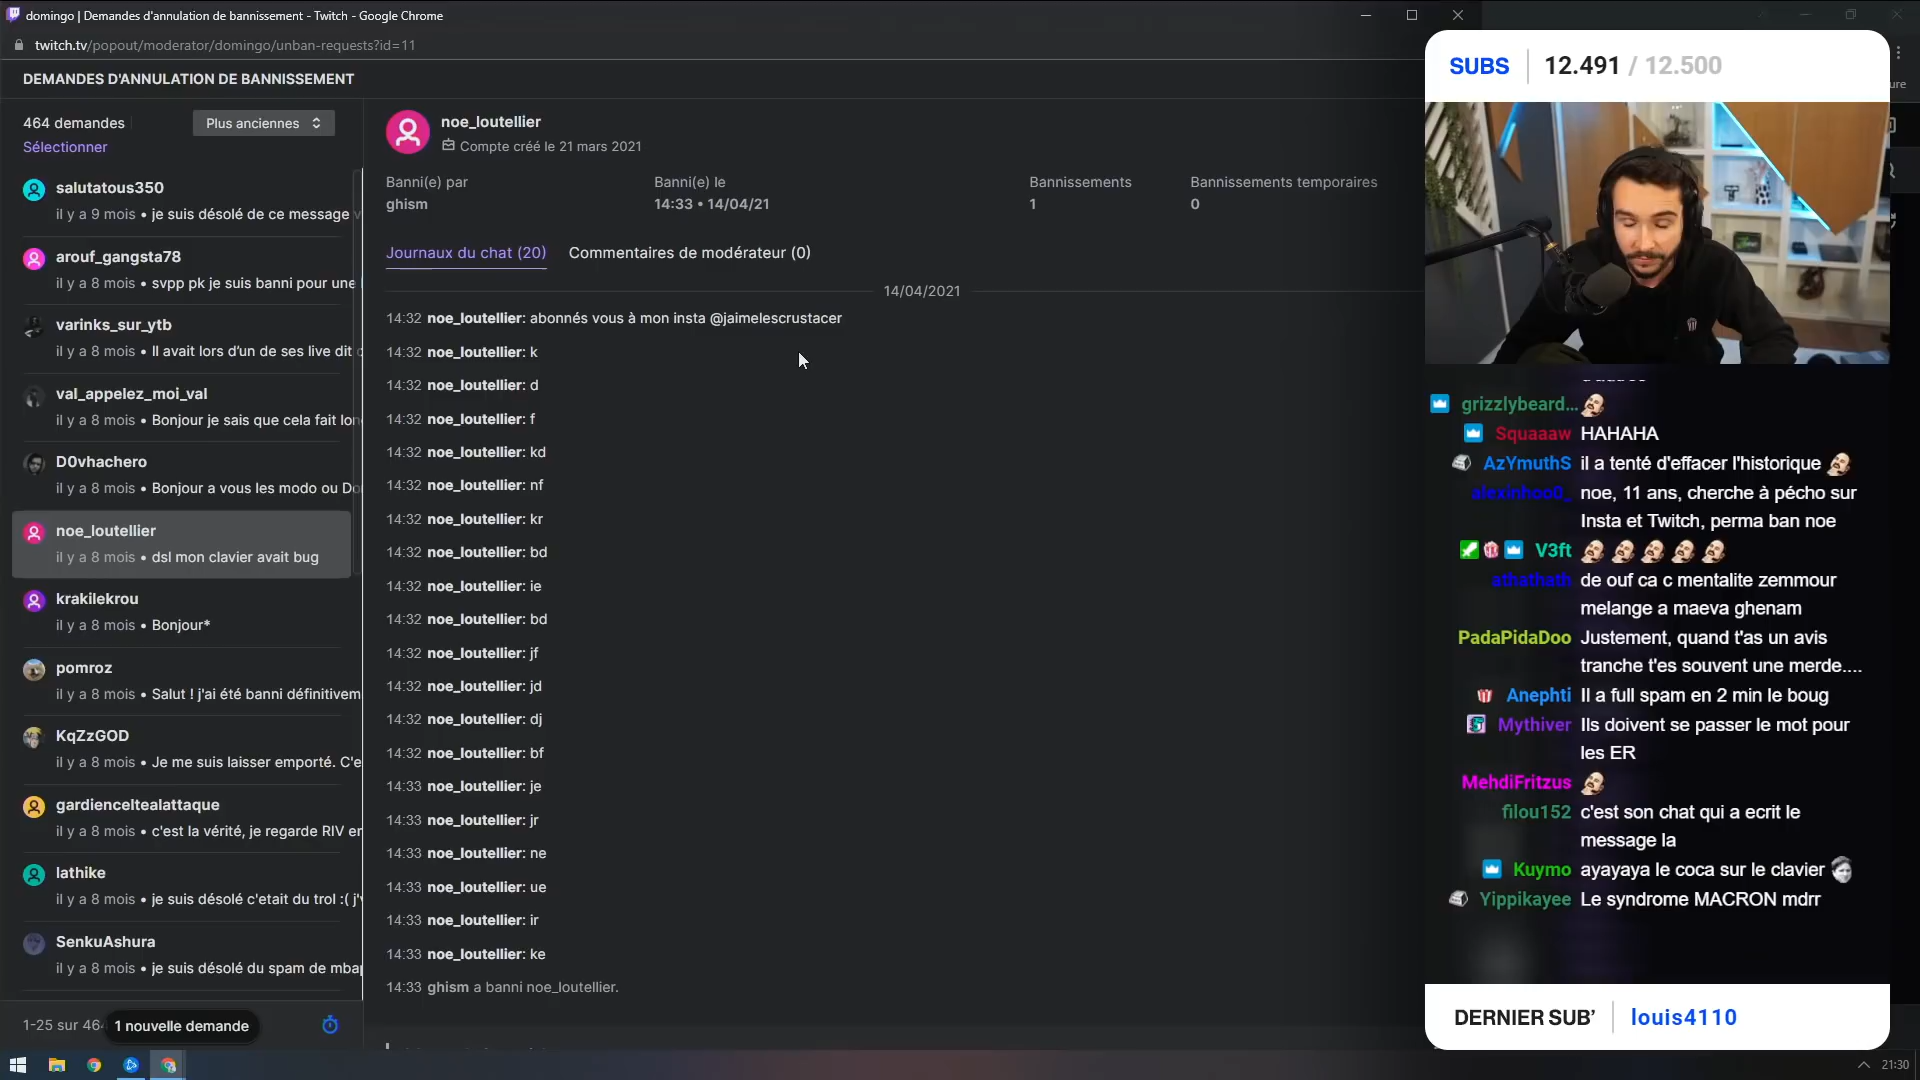 domingo | Demandes d'annulation de bannissement - Twitch - Google Chrome
twitch.tv/popout/moderator/domingo/unban-requests?id=11
DEMANDES D'ANNULATION DE BANNISSEMENT
464 demandes
Plus anciennes
Sélectionner
salutatous350
il y a 9 mois • je suis désolé de ce message
arouf_gangsta78
il y a 8 mois • svpp pk je suis banni pour une
varinks_sur_ytb
il y a 8 mois • Il avait lors d'un de ses live dit
val_appelez_moi_val
il y a 8 mois • Bonjour je sais que cela fait lon
D0vhachero
il y a 8 mois • Bonjour a vous les modo ou Do
noe_loutellier
il y a 8 mois • dsl mon clavier avait bug
krakilekrou
il y a 8 mois • Bonjour*
pomroz
il y a 8 mois • Salut ! j'ai été banni définitivem
KqZzGOD
il y a 8 mois • Je me suis laisser emporté. C'e
gardienceltealattaque
il y a 8 mois • c'est la vérité, je regarde RIV er
lathike
il y a 8 mois • je suis désolé c'etait du trol :( j'
SenkuAshura
il y a 8 mois • je suis désolé du spam de mba
1-25 sur 464
1 nouvelle demande
noe_loutellier
Compte créé le 21 mars 2021
Banni(e) par
ghism
Banni(e) le
14:33 • 14/04/21
Bannissements
1
Bannissements temporaires
0
Journaux du chat (20)
Commentaires de modérateur (0)
14/04/2021
14:32 noe_loutellier: abonnés vous à mon insta @jaimelescrustacer
14:32 noe_loutellier: k
14:32 noe_loutellier: d
14:32 noe_loutellier: f
14:32 noe_loutellier: kd
14:32 noe_loutellier: nf
14:32 noe_loutellier: kr
14:32 noe_loutellier: bd
14:32 noe_loutellier: ie
14:32 noe_loutellier: bd
14:32 noe_loutellier: jf
14:32 noe_loutellier: jd
14:32 noe_loutellier: dj
14:32 noe_loutellier: bf
14:33 noe_loutellier: je
14:33 noe_loutellier: jr
14:33 noe_loutellier: ne
14:33 noe_loutellier: ue
14:33 noe_loutellier: ir
14:33 noe_loutellier: ke
14:33 ghism a banni noe_loutellier.
SUBS
12.491 / 12.500
ure
grizzlybeard...
Squaaaw HAHAHA
AzYmuthS il a tenté d'effacer l'historique
alexinhoo0_ noe, 11 ans, cherche à pécho sur
Insta et Twitch, perma ban noe
V3ft
athathath de ouf ca c mentalite zemmour
melange a maeva ghenam
PadaPidaDoo Justement, quand t'as un avis
tranche t'es souvent une merde....
Anephti Il a full spam en 2 min le boug
Mythiver Ils doivent se passer le mot pour
les ER
MehdiFritzus
filou152 c'est son chat qui a ecrit le
message la
Kuymo ayayaya le coca sur le clavier
Yippikayee Le syndrome MACRON mdrr
DERNIER SUB'
louis4110
21:30